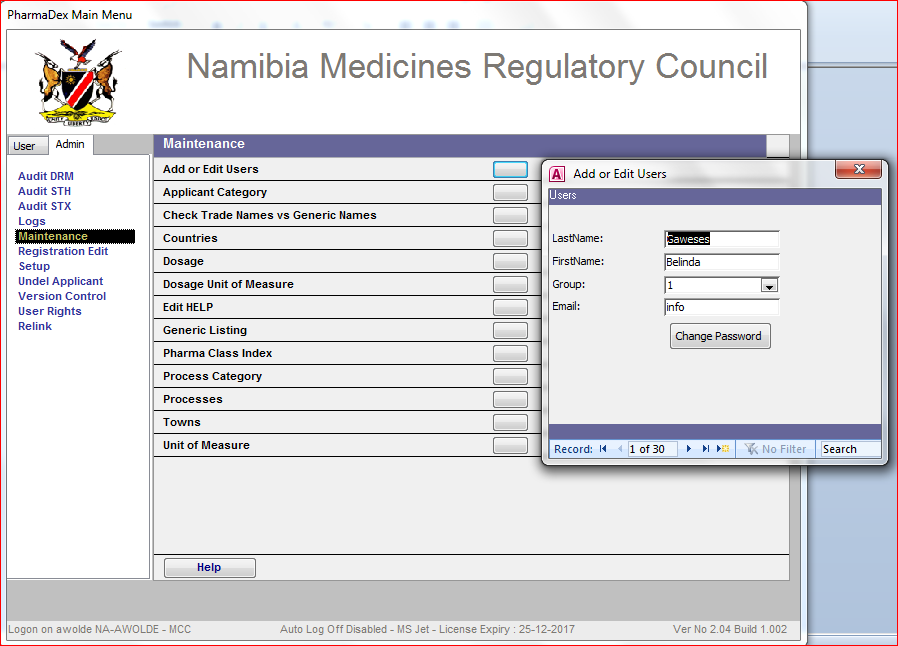 PharmaDex Main Menu
Namibia Medicines Regulatory Council
User
Admin
Audit DRM
Audit STH
Audit STX
Logs
Maintenance
Registration Edit
Setup
Undel Applicant
Version Control
User Rights
Relink
Maintenance
Add or Edit Users
Applicant Category
Check Trade Names vs Generic Names
Countries
Dosage
Dosage Unit of Measure
Edit HELP
Generic Listing
Pharma Class Index
Process Category
Processes
Towns
Unit of Measure
Help
Add or Edit Users
Users
LastName: Gaweses
FirstName: Belinda
Group: 1
Email: info
Change Password
Record: 1 of 30 No Filter Search
Logon on awolde NA-AWOLDE - MCC Auto Log Off Disabled - MS Jet - License Expiry : 25-12-2017 Ver No 2.04 Build 1.002